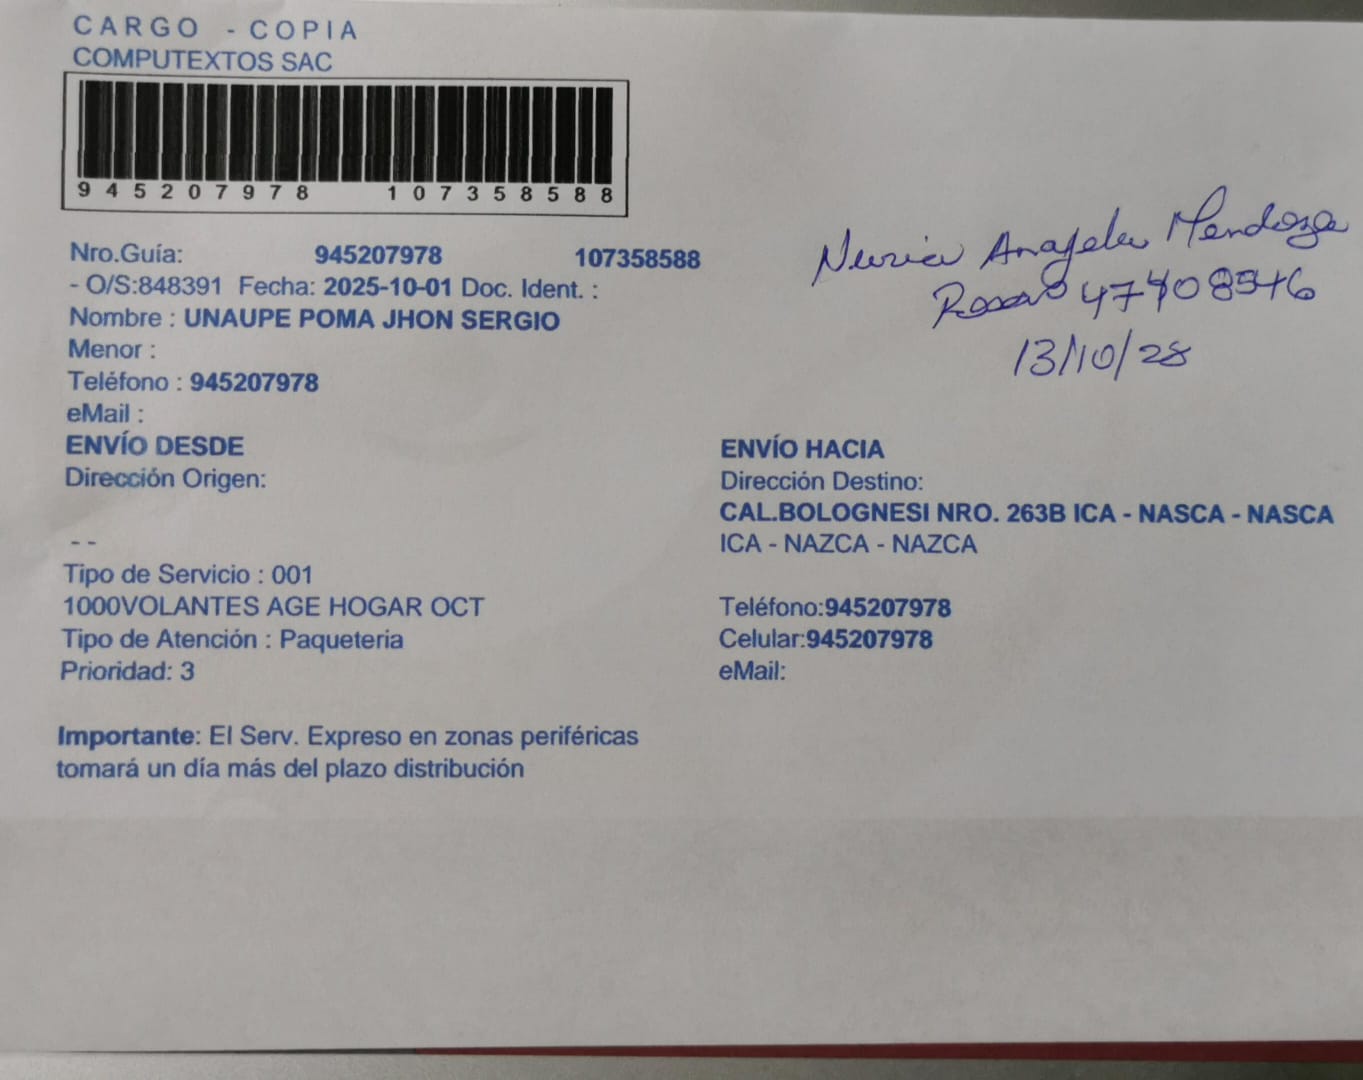 CARGO - COPIA
COMPUTEXTOS SAC
945207978 107358588
Nro.Guía: 945207978 107358588
- O/S:848391 Fecha: 2025-10-01 Doc. Ident. :
Nombre : UNAUPE POMA JHON SERGIO
Menor :
Teléfono : 945207978
eMail :
ENVÍO DESDE
Dirección Origen:
- -
Tipo de Servicio : 001
1000VOLANTES AGE HOGAR OCT
Tipo de Atención : Paqueteria
Prioridad: 3
Importante: El Serv. Expreso en zonas periféricas
tomará un día más del plazo distribución
ENVÍO HACIA
Dirección Destino:
CAL.BOLOGNESI NRO. 263B ICA - NASCA - NASCA
ICA - NAZCA - NAZCA
Teléfono:945207978
Celular:945207978
eMail:
Mendoza
13/10/28